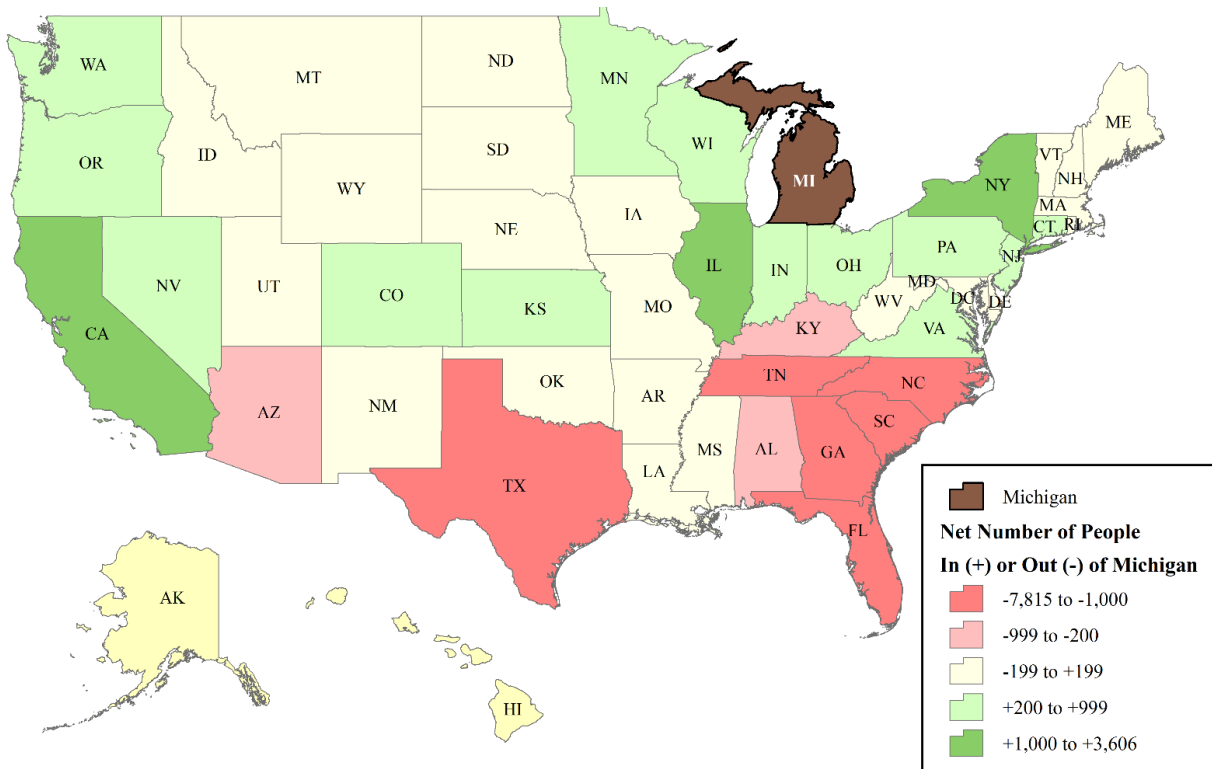 WA
MT
ND
MN
ME
OR
ID
SD
WI
VT
NH
NY
MI
WY
MA
CT
RI
IA
NE
PA
NJ
NV
UT
CO
IL
IN
OH
MD
DC
DE
WV
KS
MO
VA
CA
KY
TN
NC
AZ
NM
OK
AR
SC
MS
AL
GA
LA
TX
FL
AK
HI
Michigan
Net Number of People
In (+) or Out (-) of Michigan
-7,815 to -1,000
-999 to -200
-199 to +199
+200 to +999
+1,000 to +3,606